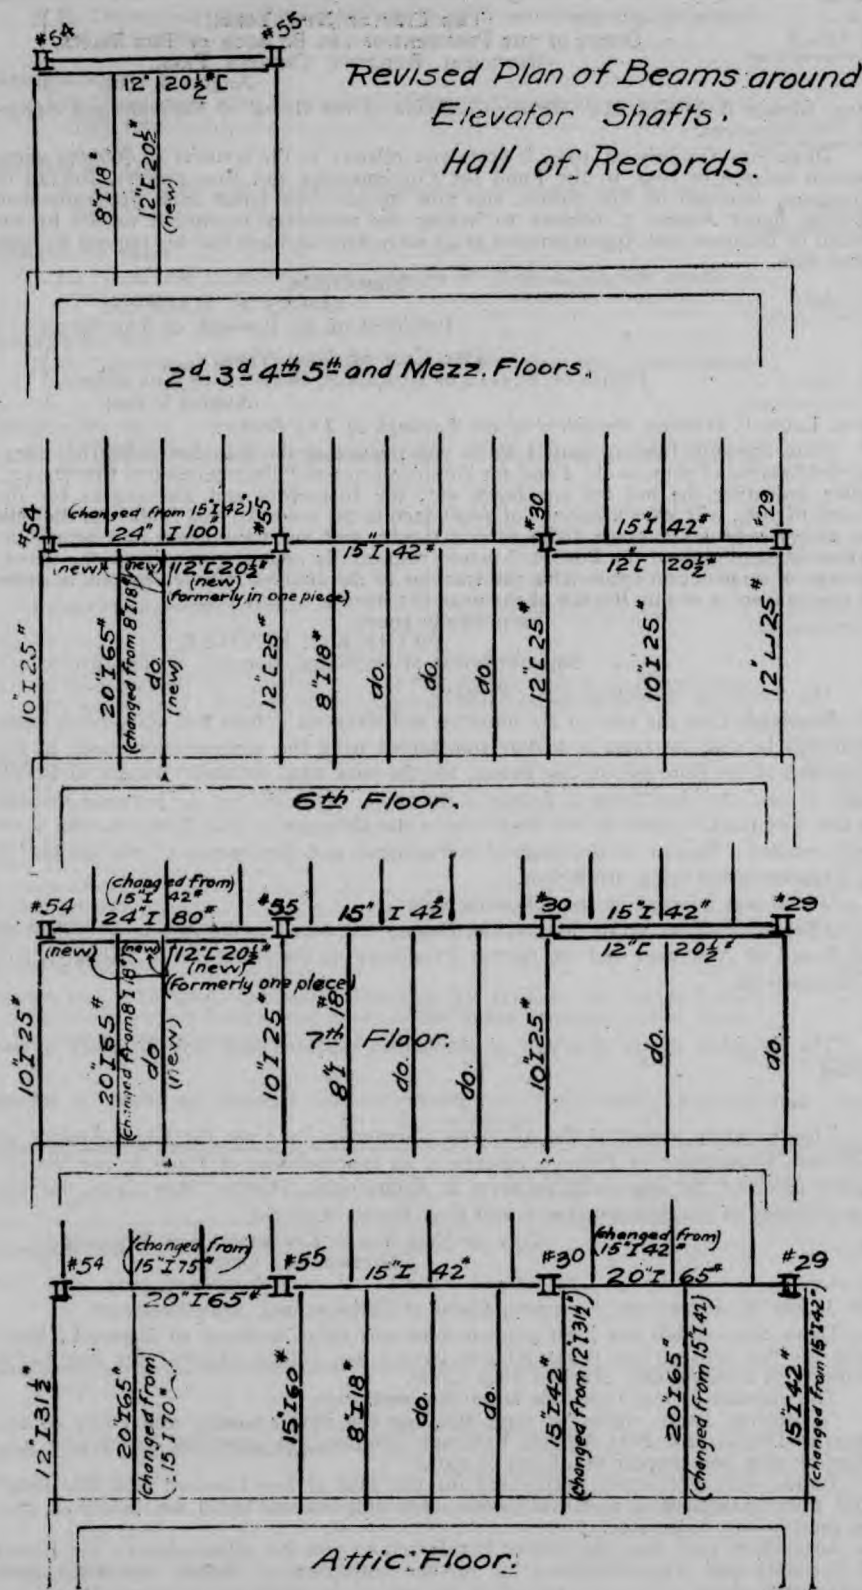 #54
#55
12" 20½# C
Revised Plan of Beams around
Elevator Shafts.
Hall of Records.
8" I 18#
12" C 20½#
(new)
2d 3d 4th 5th and Mezz. Floors.
#54
(changed from 15" I 42#)
24" I 100#
#55
15" I 42#
#30
15" I 42#
#29
(new)
(new)
12" C 20½#
(new)
(formerly in one piece)
12" C 20½#
10" I 25#
20" I 65#
(changed from 8" I 18#)
do.
(new)
12" C 25#
8" I 18#
do.
do.
do.
12" C 25#
10" I 25#
12" C 25#
6th Floor.
#54
(changed from)
15" I 42#
24" I 80#
#55
15" I 42#
#30
15" I 42#
#29
(new)
(new)
12" C 20½#
(new)
(Formerly one piece)
12" C 20½#
10" I 25#
20" I 65#
(changed from 8" I 18#)
do
(new)
10" I 25#
8" I 18#
7th Floor.
do.
do.
10" I 25#
do.
do.
#54
(changed from)
15" I 75#
20" I 65#
#55
15" I 42#
#30
(changed from)
15" I 42#
20" I 65#
#29
12" I 31½#
20" I 65#
(changed from
15" I 70#)
15" I 60#
8" I 18#
do.
do.
15" I 42#
(changed from 12" I 31½#)
20" I 65#
(changed from 15" I 42)
15" I 42#
(changed from 15" I 42#)
Attic Floor.